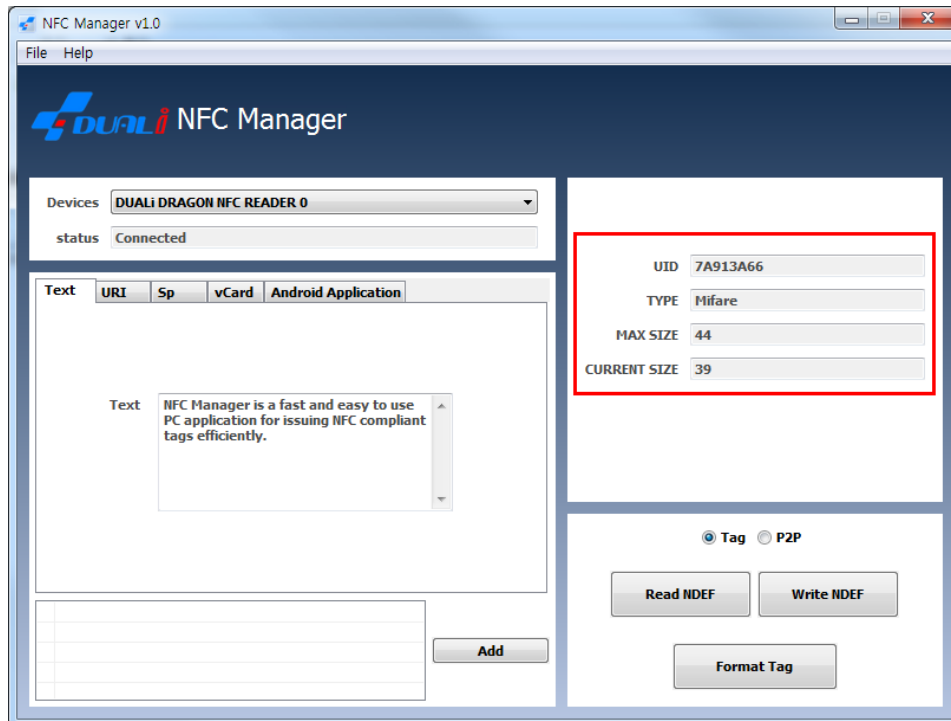 NFC Manager v1.0
File Help
DUALi NFC Manager
Devices DUALi DRAGON NFC READER 0
status Connected
Text URI Sp vCard Android Application
Text NFC Manager is a fast and easy to use
PC application for issuing NFC compliant
tags efficiently.
Add
UID 7A913A66
TYPE Mifare
MAX SIZE 44
CURRENT SIZE 39
Tag P2P
Read NDEF Write NDEF
Format Tag